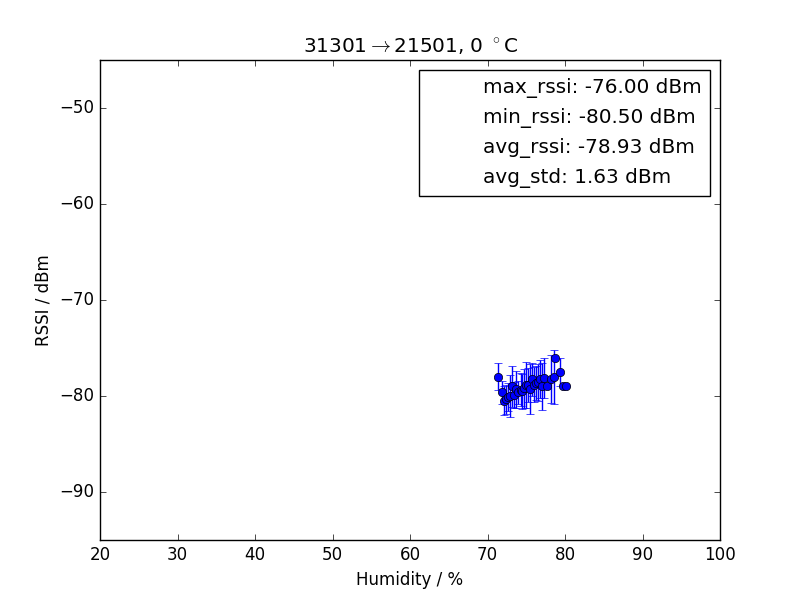 31301→21501, 0 °C
max_rssi: -76.00 dBm
min_rssi: -80.50 dBm
avg_rssi: -78.93 dBm
avg_std: 1.63 dBm
RSSI / dBm
−50
−60
−70
−80
−90
20 30 40 50 60 70 80 90 100
Humidity / %